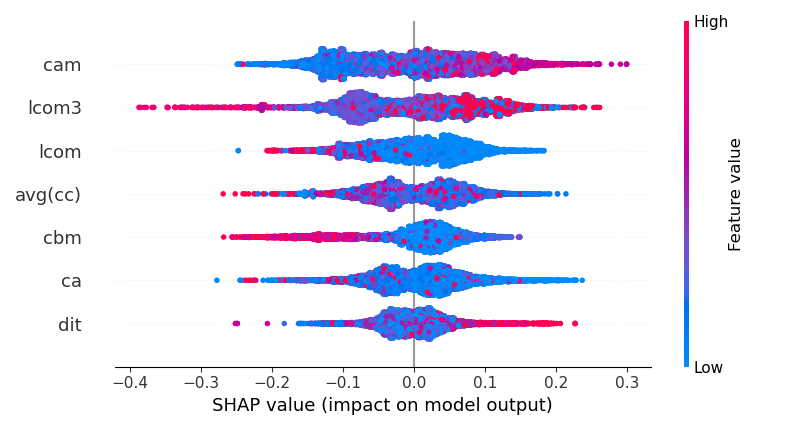 High
cam
lcom3
lcom
avg(cc)
cbm
ca
dit
Feature value
Low
−0.4 −0.3 −0.2 −0.1 0.0 0.1 0.2 0.3
SHAP value (impact on model output)